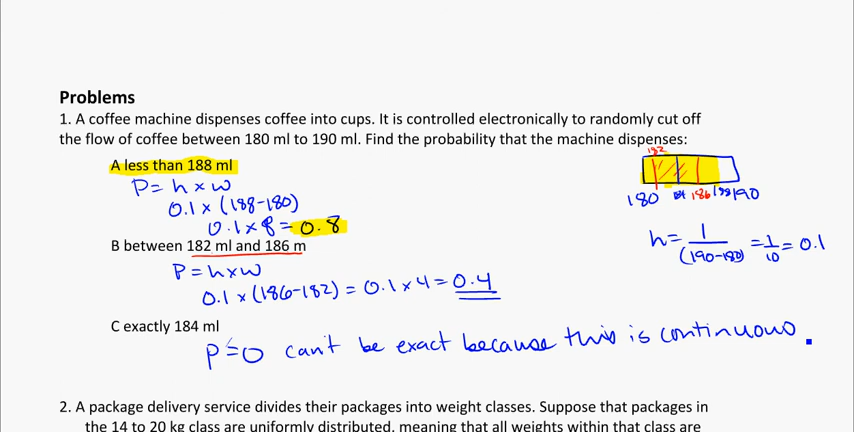 Problems
1. A coffee machine dispenses coffee into cups. It is controlled electronically to randomly cut off
the flow of coffee between 180 ml to 190 ml. Find the probability that the machine dispenses:
182
A less than 188 ml
P = h x w
0.1 x (188-180)
0.1 x 8 = 0.8
180 186 188 190
h = 1/(190-180) = 1/10 = 0.1
B between 182 ml and 186 m
P = h x w
0.1 x (186-182) = 0.1 x 4 = 0.4
C exactly 184 ml
P = 0 can't be exact because this is continuous.
2. A package delivery service divides their packages into weight classes. Suppose that packages in
the 14 to 20 kg class are uniformly distributed, meaning that all weights within that class are